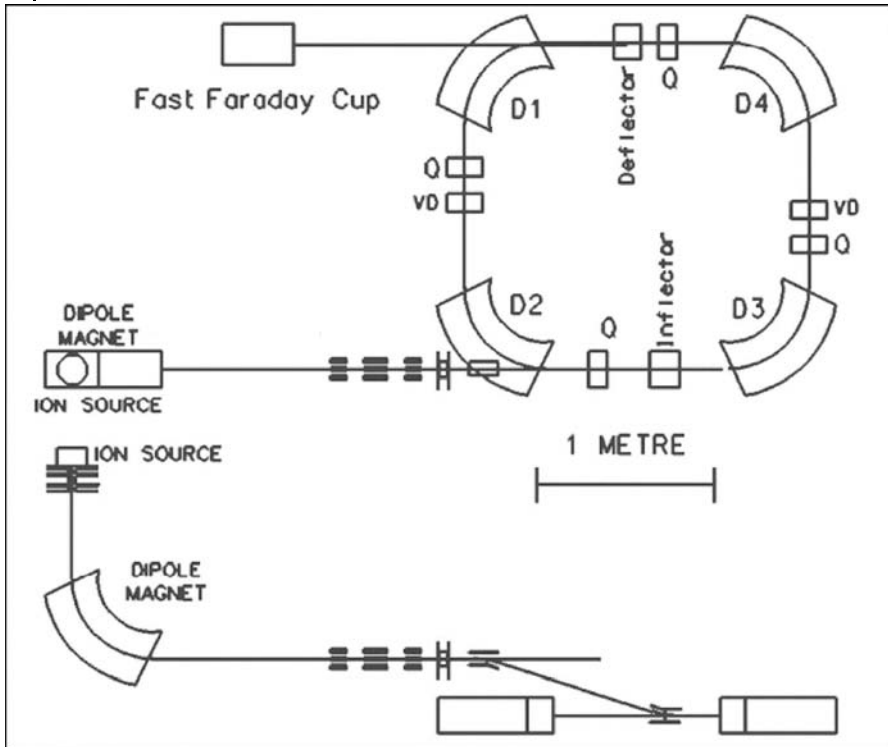 Fast Faraday Cup
D1
Deflector
Q
D4
Q
VD
VD
Q
Inflector
D2
Q
D3
DIPOLE
MAGNET
ION SOURCE
1 METRE
ION SOURCE
DIPOLE
MAGNET